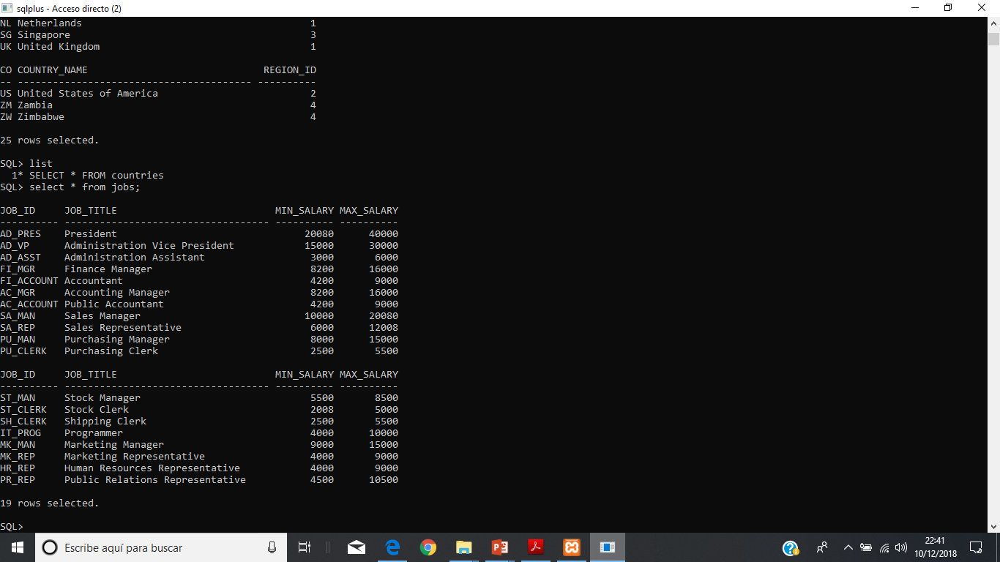 sqlplus - Acceso directo (2)
NL Netherlands                                       1
SG Singapore                                         3
UK United Kingdom                                    1
CO COUNTRY_NAME                              REGION_ID
-- ---------------------------------------- ----------
US United States of America                          2
ZM Zambia                                            4
ZW Zimbabwe                                          4
25 rows selected.
SQL> list
  1* SELECT * FROM countries
SQL> select * from jobs;
JOB_ID     JOB_TITLE                           MIN_SALARY MAX_SALARY
---------- ----------------------------------- ---------- ----------
AD_PRES    President                                20080      40000
AD_VP      Administration Vice President            15000      30000
AD_ASST    Administration Assistant                  3000       6000
FI_MGR     Finance Manager                           8200      16000
FI_ACCOUNT Accountant                                4200       9000
AC_MGR     Accounting Manager                        8200      16000
AC_ACCOUNT Public Accountant                         4200       9000
SA_MAN     Sales Manager                            10000      20080
SA_REP     Sales Representative                      6000      12008
PU_MAN     Purchasing Manager                        8000      15000
PU_CLERK   Purchasing Clerk                          2500       5500
JOB_ID     JOB_TITLE                           MIN_SALARY MAX_SALARY
---------- ----------------------------------- ---------- ----------
ST_MAN     Stock Manager                             5500       8500
ST_CLERK   Stock Clerk                               2008       5000
SH_CLERK   Shipping Clerk                            2500       5500
IT_PROG    Programmer                                4000      10000
MK_MAN     Marketing Manager                         9000      15000
MK_REP     Marketing Representative                  4000       9000
HR_REP     Human Resources Representative            4000       9000
PR_REP     Public Relations Representative           4500      10500
19 rows selected.
SQL>
Escribe aquí para buscar
22:41
10/12/2018